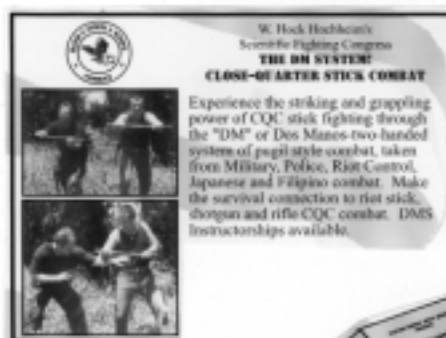 W. Hock Hochheim's
Scientific Fighting Congress
THE DM SYSTEM!
CLOSE-QUARTER STICK COMBAT
Experience the striking and grappling
power of CQC stick fighting through
the "DM" or Dos Manos-two-handed
system of pugil style combat, taken
from Military, Police, Riot Control,
Japanese and Filipino combat. Make
the survival connection to riot stick,
shotgun and rifle CQC combat. DMS
Instructorships available.